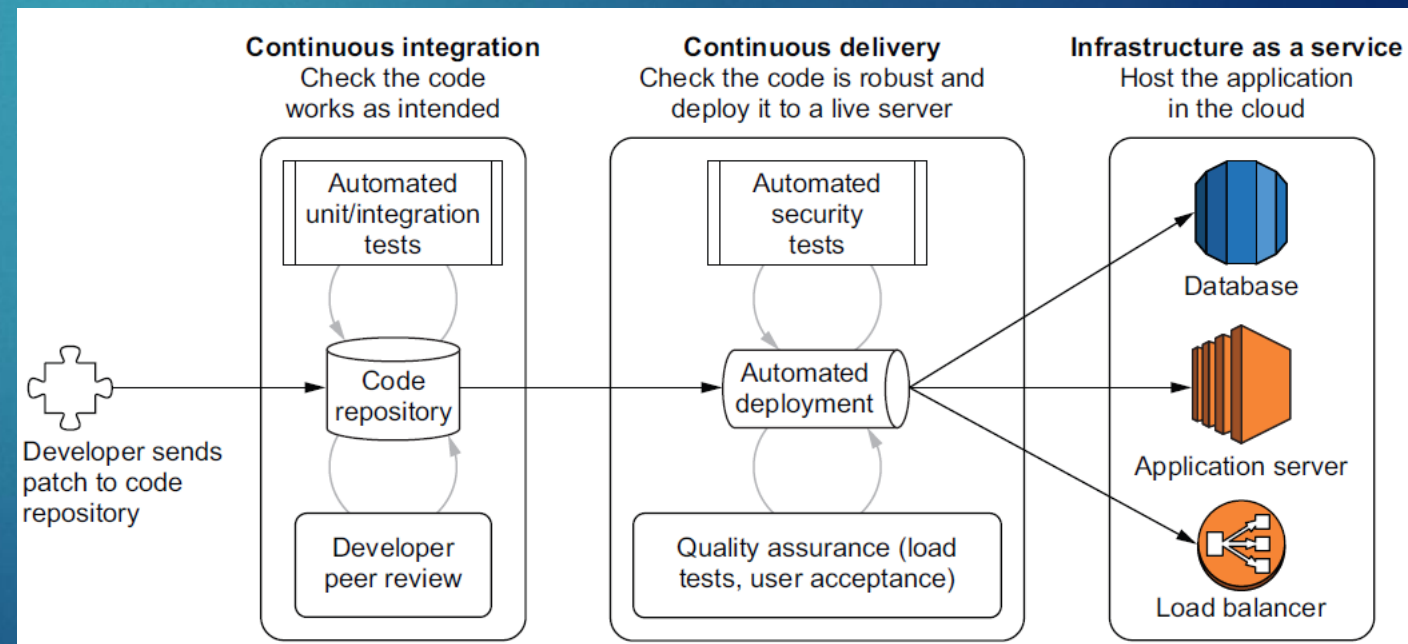 Continuous integration
Check the code
works as intended
Continuous delivery
Check the code is robust and
deploy it to a live server
Infrastructure as a service
Host the application
in the cloud
Automated
unit/integration
tests
Automated
security
tests
Database
Developer sends
patch to code
repository
Code
repository
Automated
deployment
Application server
Developer
peer review
Quality assurance (load
tests, user acceptance)
Load balancer